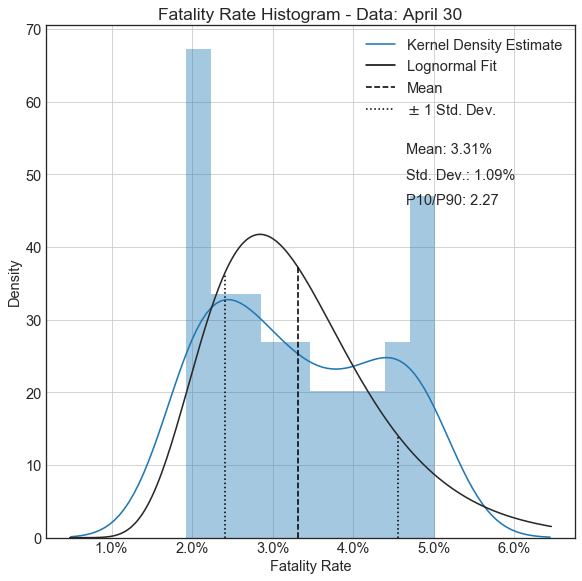 Fatality Rate Histogram - Data: April 30
70
60
50
40
30
20
10
0
Density
Kernel Density Estimate
Lognormal Fit
Mean
± 1 Std. Dev.
Mean: 3.31%
Std. Dev.: 1.09%
P10/P90: 2.27
1.0% 2.0% 3.0% 4.0% 5.0% 6.0%
Fatality Rate